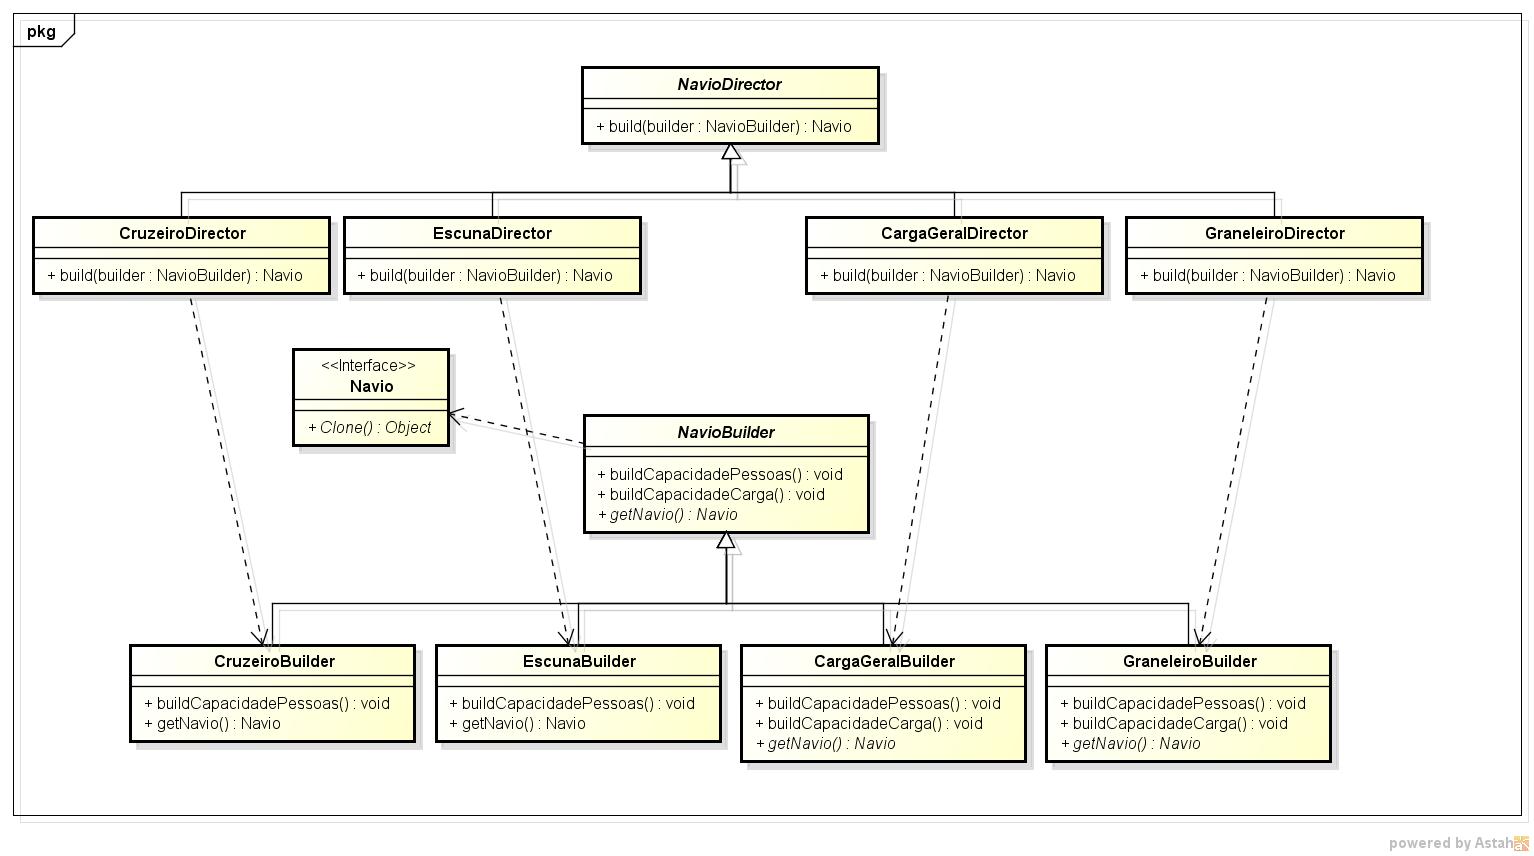 pkg
NavioDirector
+ build(builder : NavioBuilder) : Navio
CruzeiroDirector
+ build(builder : NavioBuilder) : Navio
EscunaDirector
+ build(builder : NavioBuilder) : Navio
CargaGeralDirector
+ build(builder : NavioBuilder) : Navio
GraneleiroDirector
+ build(builder : NavioBuilder) : Navio
<<Interface>>
Navio
+ Clone() : Object
NavioBuilder
+ buildCapacidadePessoas() : void
+ buildCapacidadeCarga() : void
+ getNavio() : Navio
CruzeiroBuilder
+ buildCapacidadePessoas() : void
+ getNavio() : Navio
EscunaBuilder
+ buildCapacidadePessoas() : void
+ getNavio() : Navio
CargaGeralBuilder
+ buildCapacidadePessoas() : void
+ buildCapacidadeCarga() : void
+ getNavio() : Navio
GraneleiroBuilder
+ buildCapacidadePessoas() : void
+ buildCapacidadeCarga() : void
+ getNavio() : Navio
powered by Astah